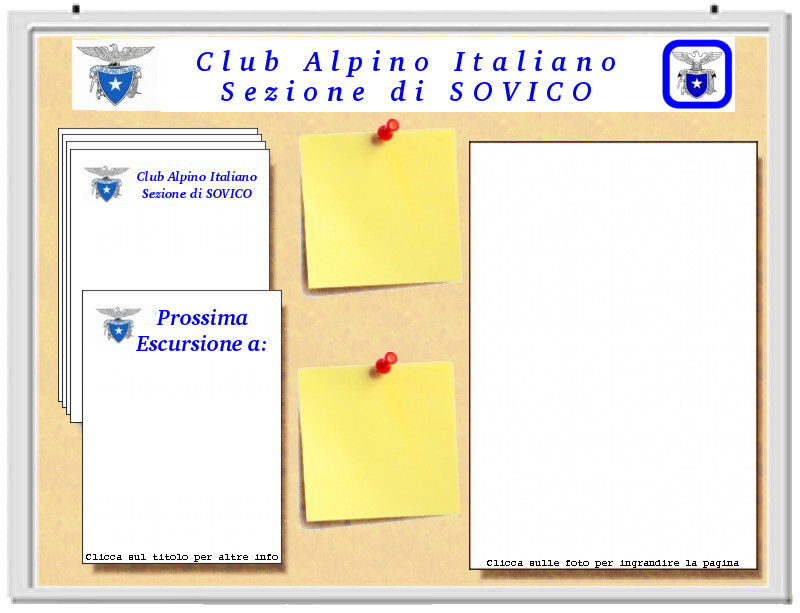 Club Alpino Italiano
Sezione di SOVICO
Club Alpino Italiano
Sezione di SOVICO
Prossima
Escursione a:
Clicca sul titolo per altre info
Clicca sulle foto per ingrandire la pagina